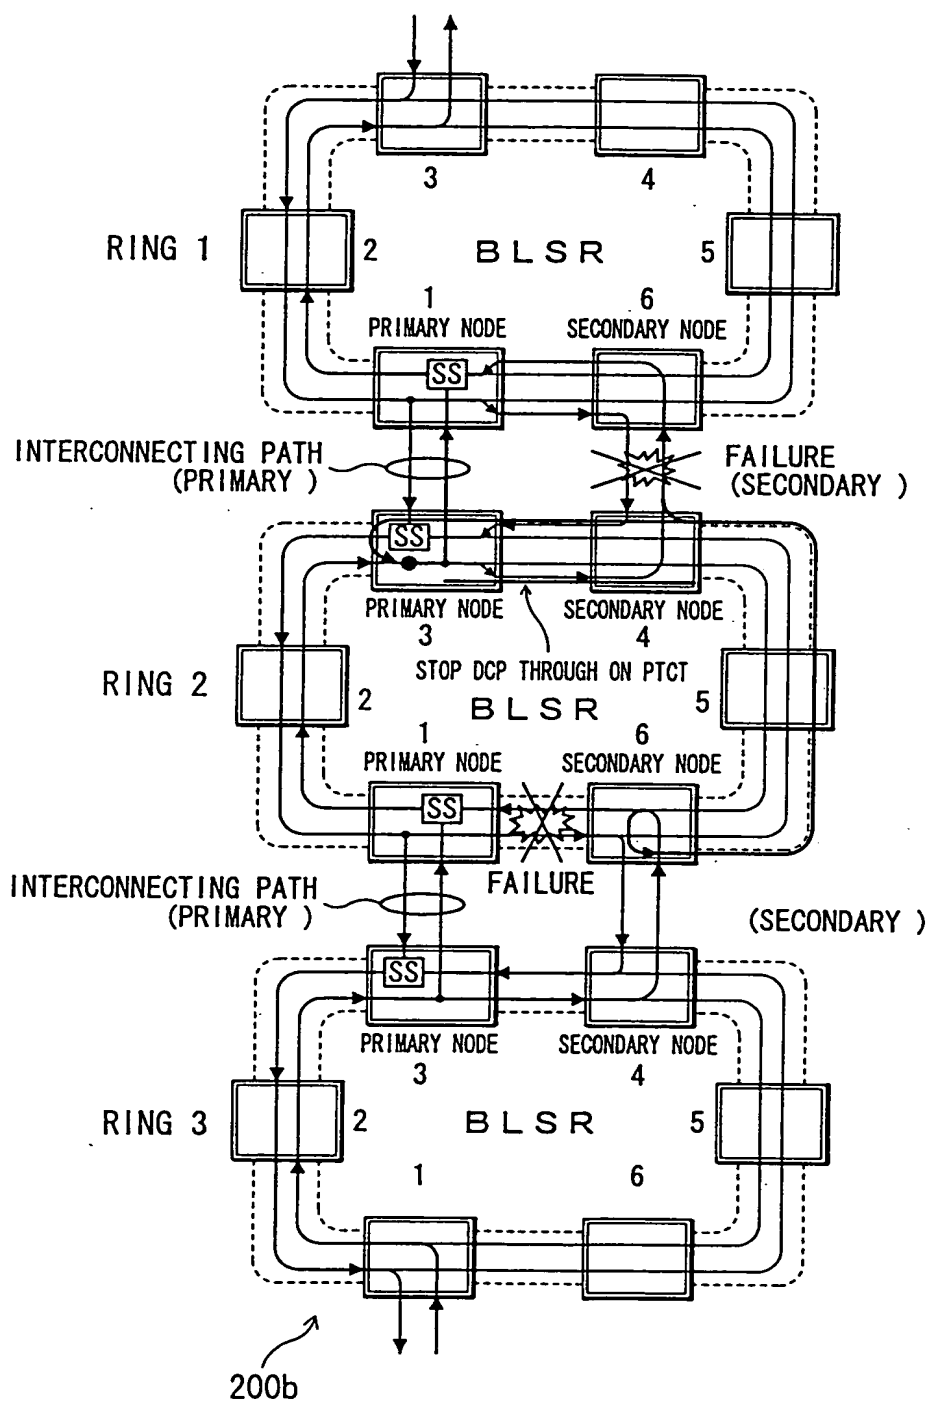 3
4
RING 1
2
BLSR
5
1
6
PRIMARY NODE
SECONDARY NODE
SS
INTERCONNECTING PATH
(PRIMARY )
FAILURE
(SECONDARY )
SS
PRIMARY NODE
SECONDARY NODE
3
4
STOP DCP THROUGH ON PTCT
RING 2
2
BLSR
5
1
6
PRIMARY NODE
SECONDARY NODE
SS
INTERCONNECTING PATH
(PRIMARY )
FAILURE
(SECONDARY )
SS
PRIMARY NODE
SECONDARY NODE
3
4
RING 3
2
BLSR
5
1
6
200b